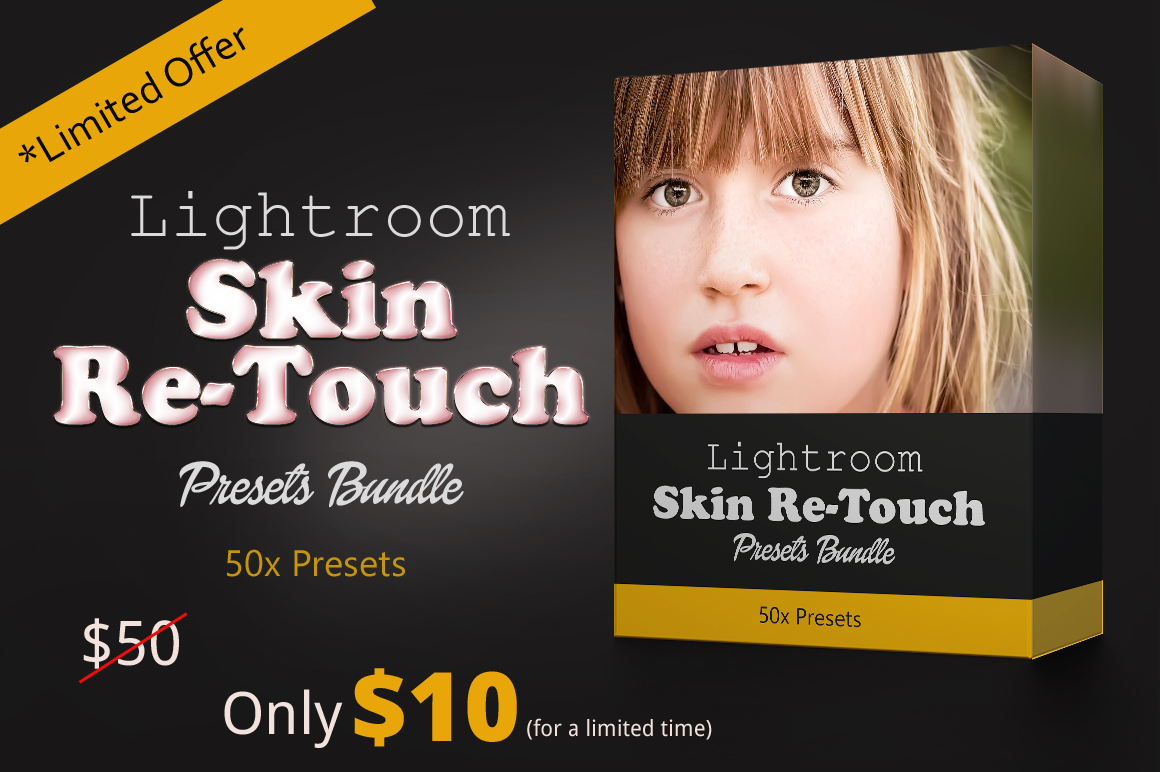 *Limited Offer
Lightroom
Skin
Re-Touch
Presets Bundle
50x Presets
$50
Only $10 (for a limited time)
Lightroom
Skin Re-Touch
Presets Bundle
50x Presets